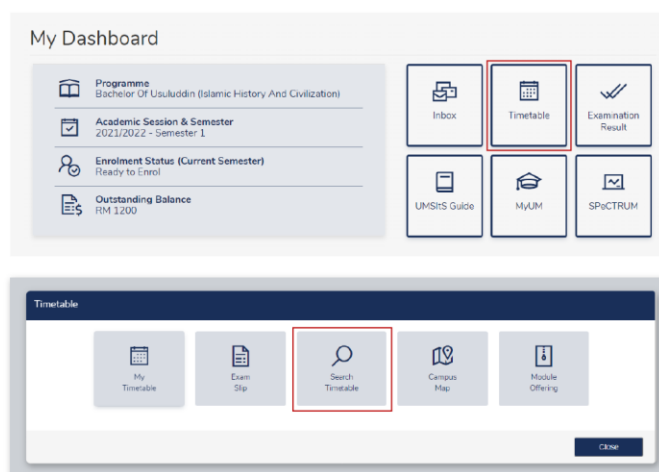 My Dashboard
Programme
Bachelor Of Usuluddin (Islamic History And Civilization)
Academic Session & Semester
2021/2022 - Semester 1
Enrolment Status (Current Semester)
Ready to Enrol
Outstanding Balance
RM 1200
Inbox
Timetable
Examination
Result
UMSItS Guide
MyUM
SPeCTRUM
Timetable
My
Timetable
Exam
Slip
Search
Timetable
Campus
Map
Module
Offering
Close